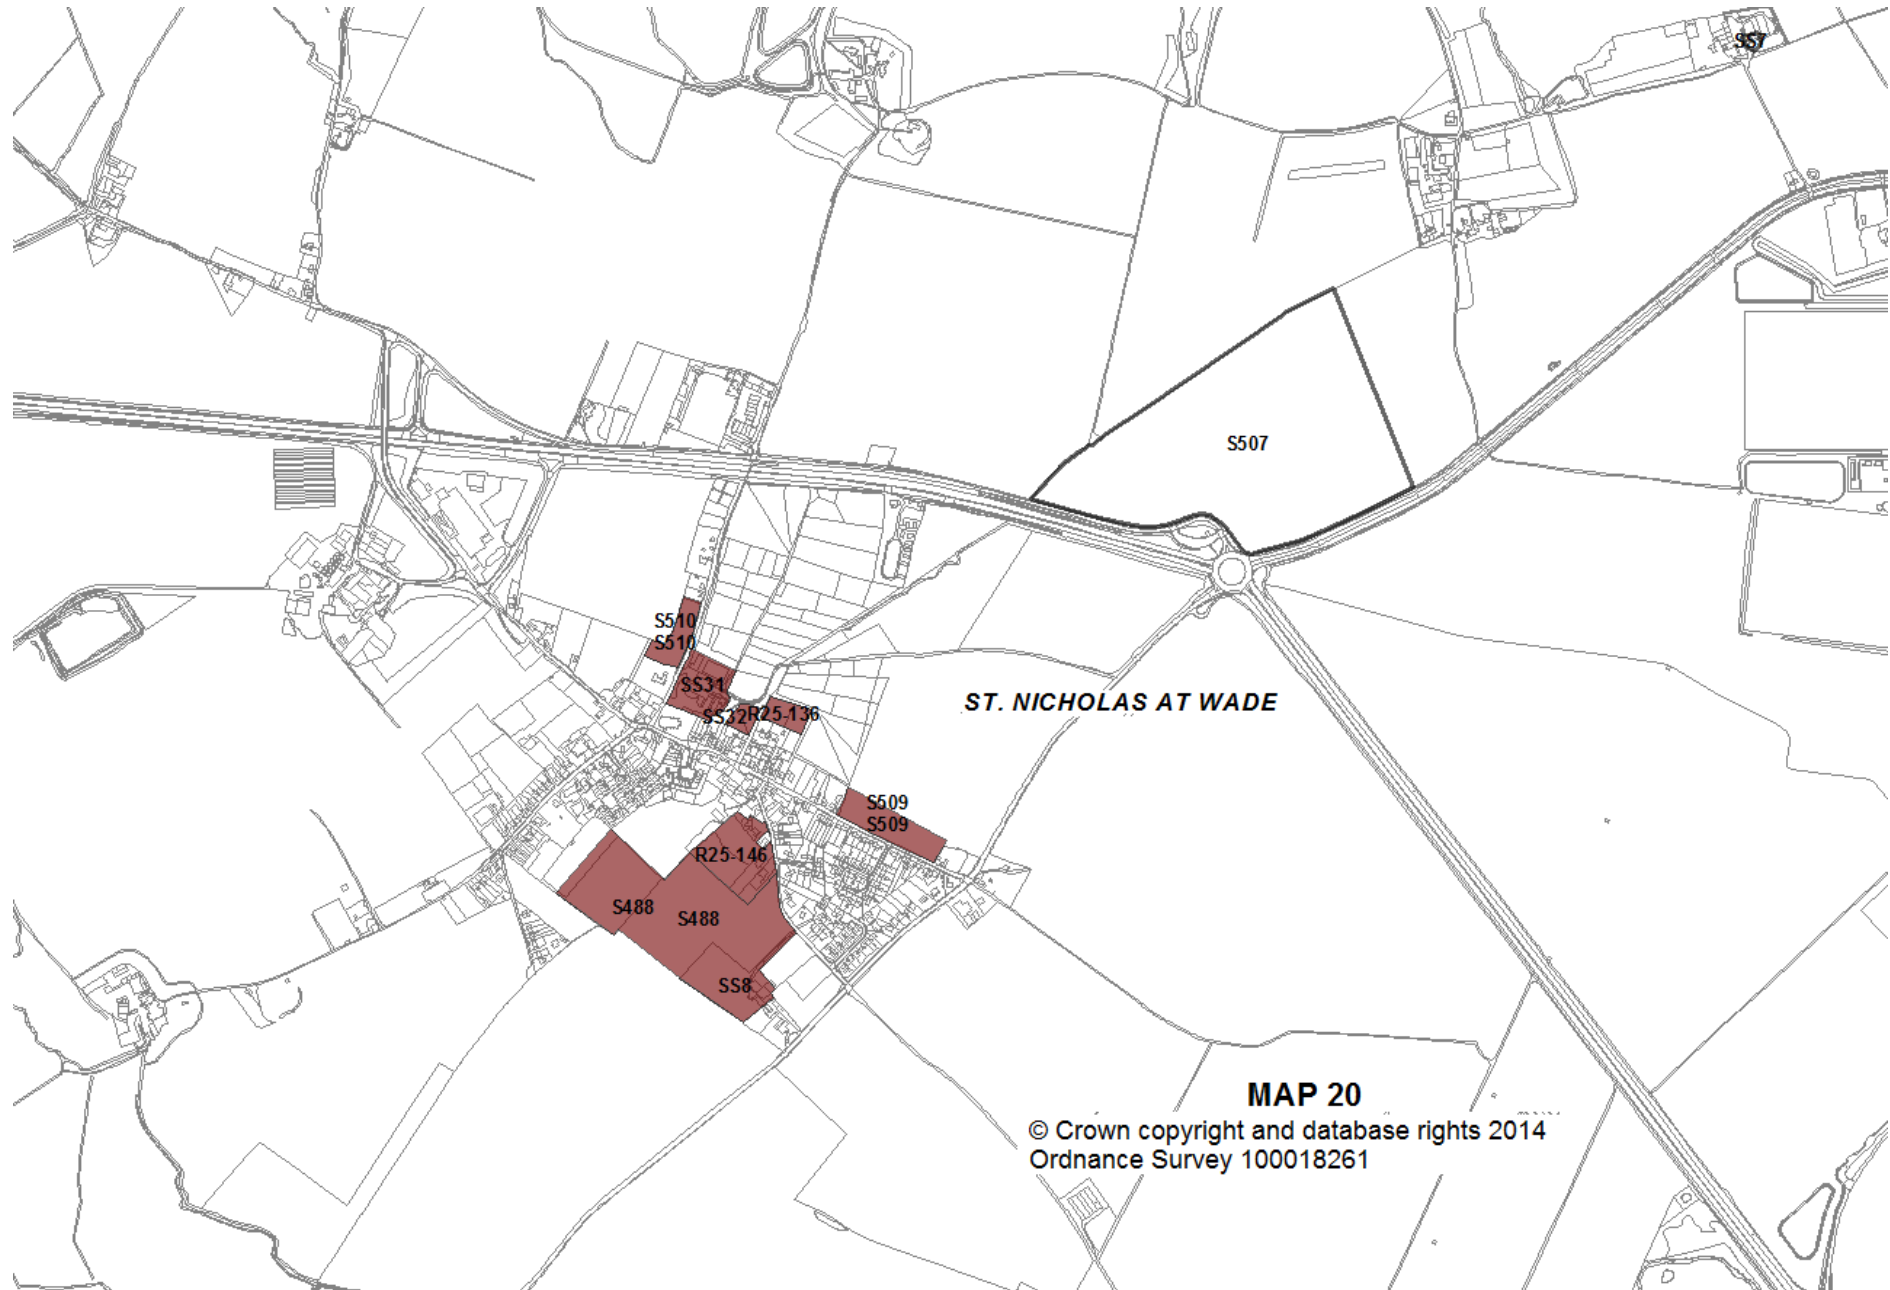 SS7
S507
S510
S510
SS31
SS32
R25-136
ST. NICHOLAS AT WADE
S509
S509
R25-146
S488
S488
SS8
MAP 20
© Crown copyright and database rights 2014
Ordnance Survey 100018261